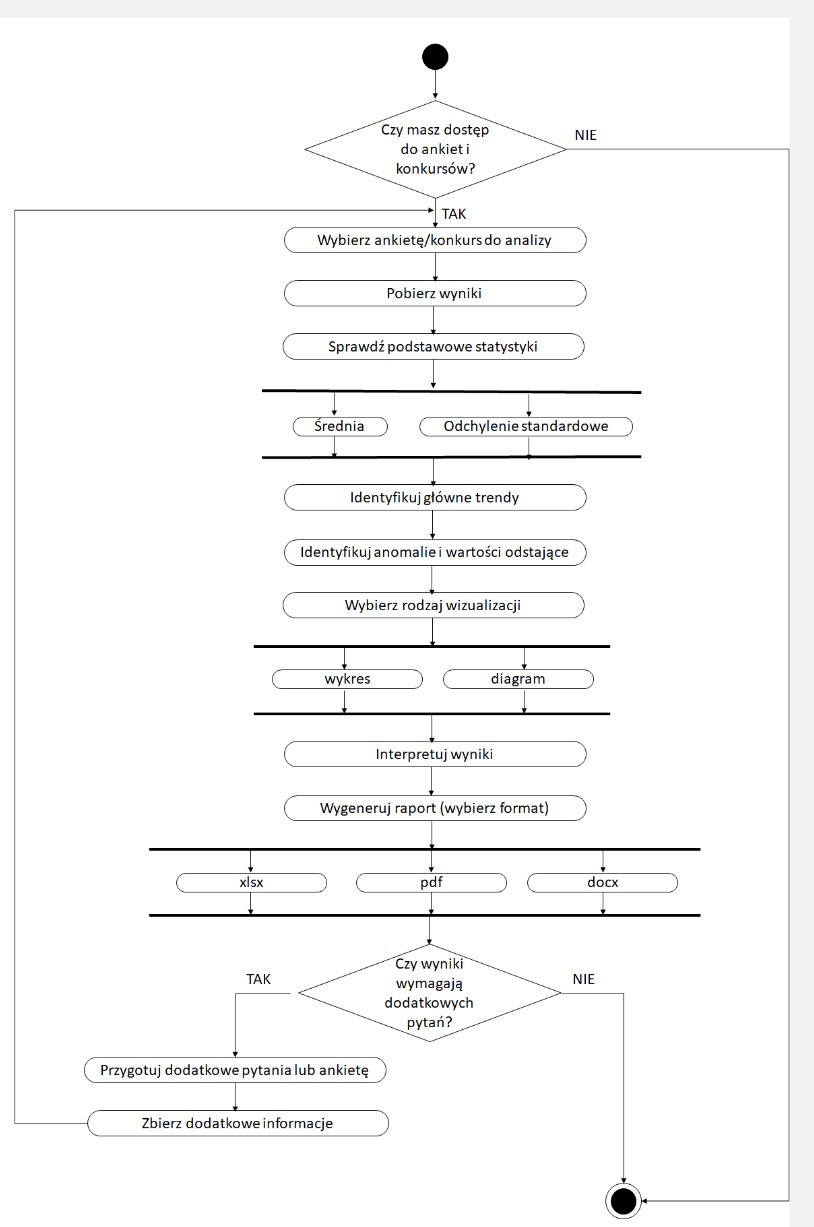 Czy masz dostęp
do ankiet i
konkursów?
NIE
TAK
Wybierz ankietę/konkurs do analizy
Pobierz wyniki
Sprawdź podstawowe statystyki
Średnia
Odchylenie standardowe
Identyfikuj główne trendy
Identyfikuj anomalie i wartości odstające
Wybierz rodzaj wizualizacji
wykres
diagram
Interpretuj wyniki
Wygeneruj raport (wybierz format)
xlsx
pdf
docx
Czy wyniki
wymagają
dodatkowych
pytań?
TAK
NIE
Przygotuj dodatkowe pytania lub ankietę
Zbierz dodatkowe informacje